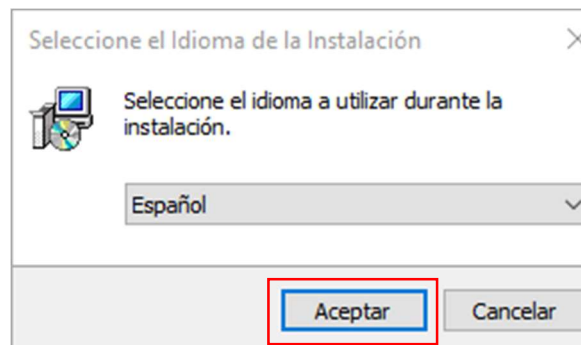 Seleccione el Idioma de la Instalación
Seleccione el idioma a utilizar durante la
instalación.
Español
Aceptar
Cancelar